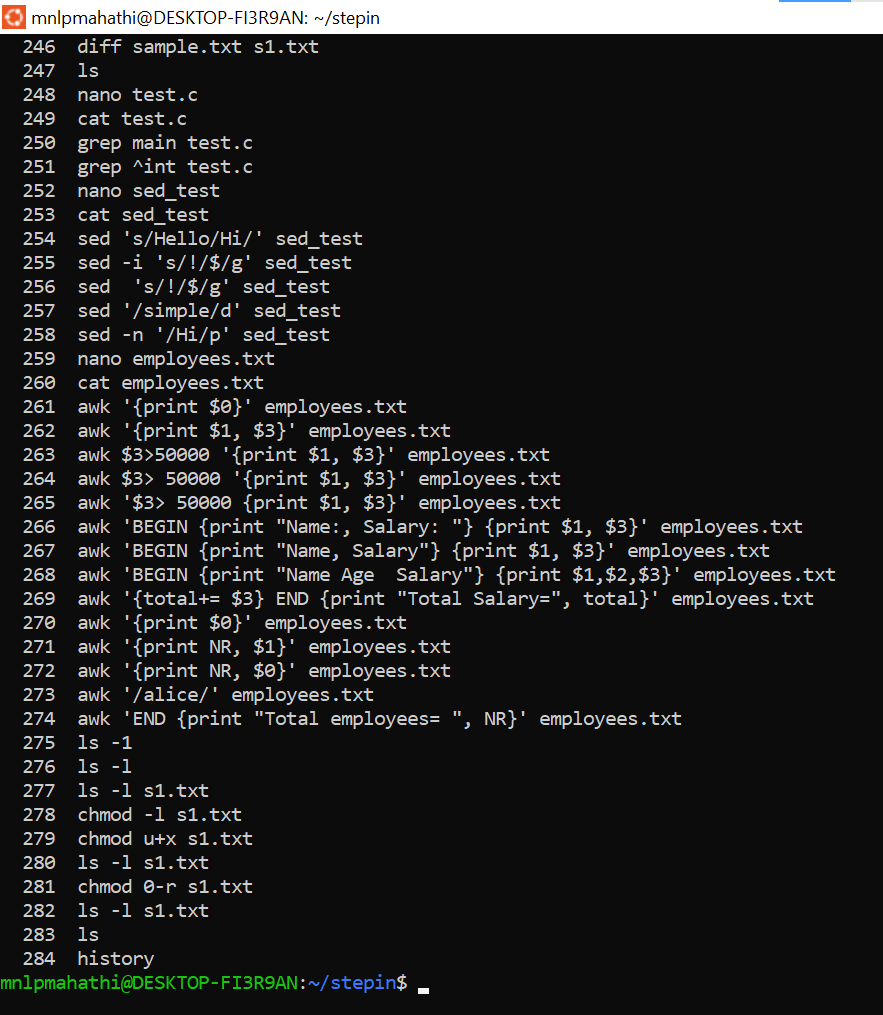 mnlpmahathi@DESKTOP-FI3R9AN: ~/stepin
246 diff sample.txt s1.txt
247 ls
248 nano test.c
249 cat test.c
250 grep main test.c
251 grep ^int test.c
252 nano sed_test
253 cat sed_test
254 sed 's/Hello/Hi/' sed_test
255 sed -i 's/!/$/g' sed_test
256 sed  's/!/$/g' sed_test
257 sed '/simple/d' sed_test
258 sed -n '/Hi/p' sed_test
259 nano employees.txt
260 cat employees.txt
261 awk '{print $0}' employees.txt
262 awk '{print $1, $3}' employees.txt
263 awk $3>50000 '{print $1, $3}' employees.txt
264 awk $3> 50000 '{print $1, $3}' employees.txt
265 awk '$3> 50000 {print $1, $3}' employees.txt
266 awk 'BEGIN {print "Name:, Salary: "} {print $1, $3}' employees.txt
267 awk 'BEGIN {print "Name, Salary"} {print $1, $3}' employees.txt
268 awk 'BEGIN {print "Name Age  Salary"} {print $1,$2,$3}' employees.txt
269 awk '{total+= $3} END {print "Total Salary=", total}' employees.txt
270 awk '{print $0}' employees.txt
271 awk '{print NR, $1}' employees.txt
272 awk '{print NR, $0}' employees.txt
273 awk '/alice/' employees.txt
274 awk 'END {print "Total employees= ", NR}' employees.txt
275 ls -1
276 ls -l
277 ls -l s1.txt
278 chmod -l s1.txt
279 chmod u+x s1.txt
280 ls -l s1.txt
281 chmod 0-r s1.txt
282 ls -l s1.txt
283 ls
284 history
mnlpmahathi@DESKTOP-FI3R9AN:~/stepin$